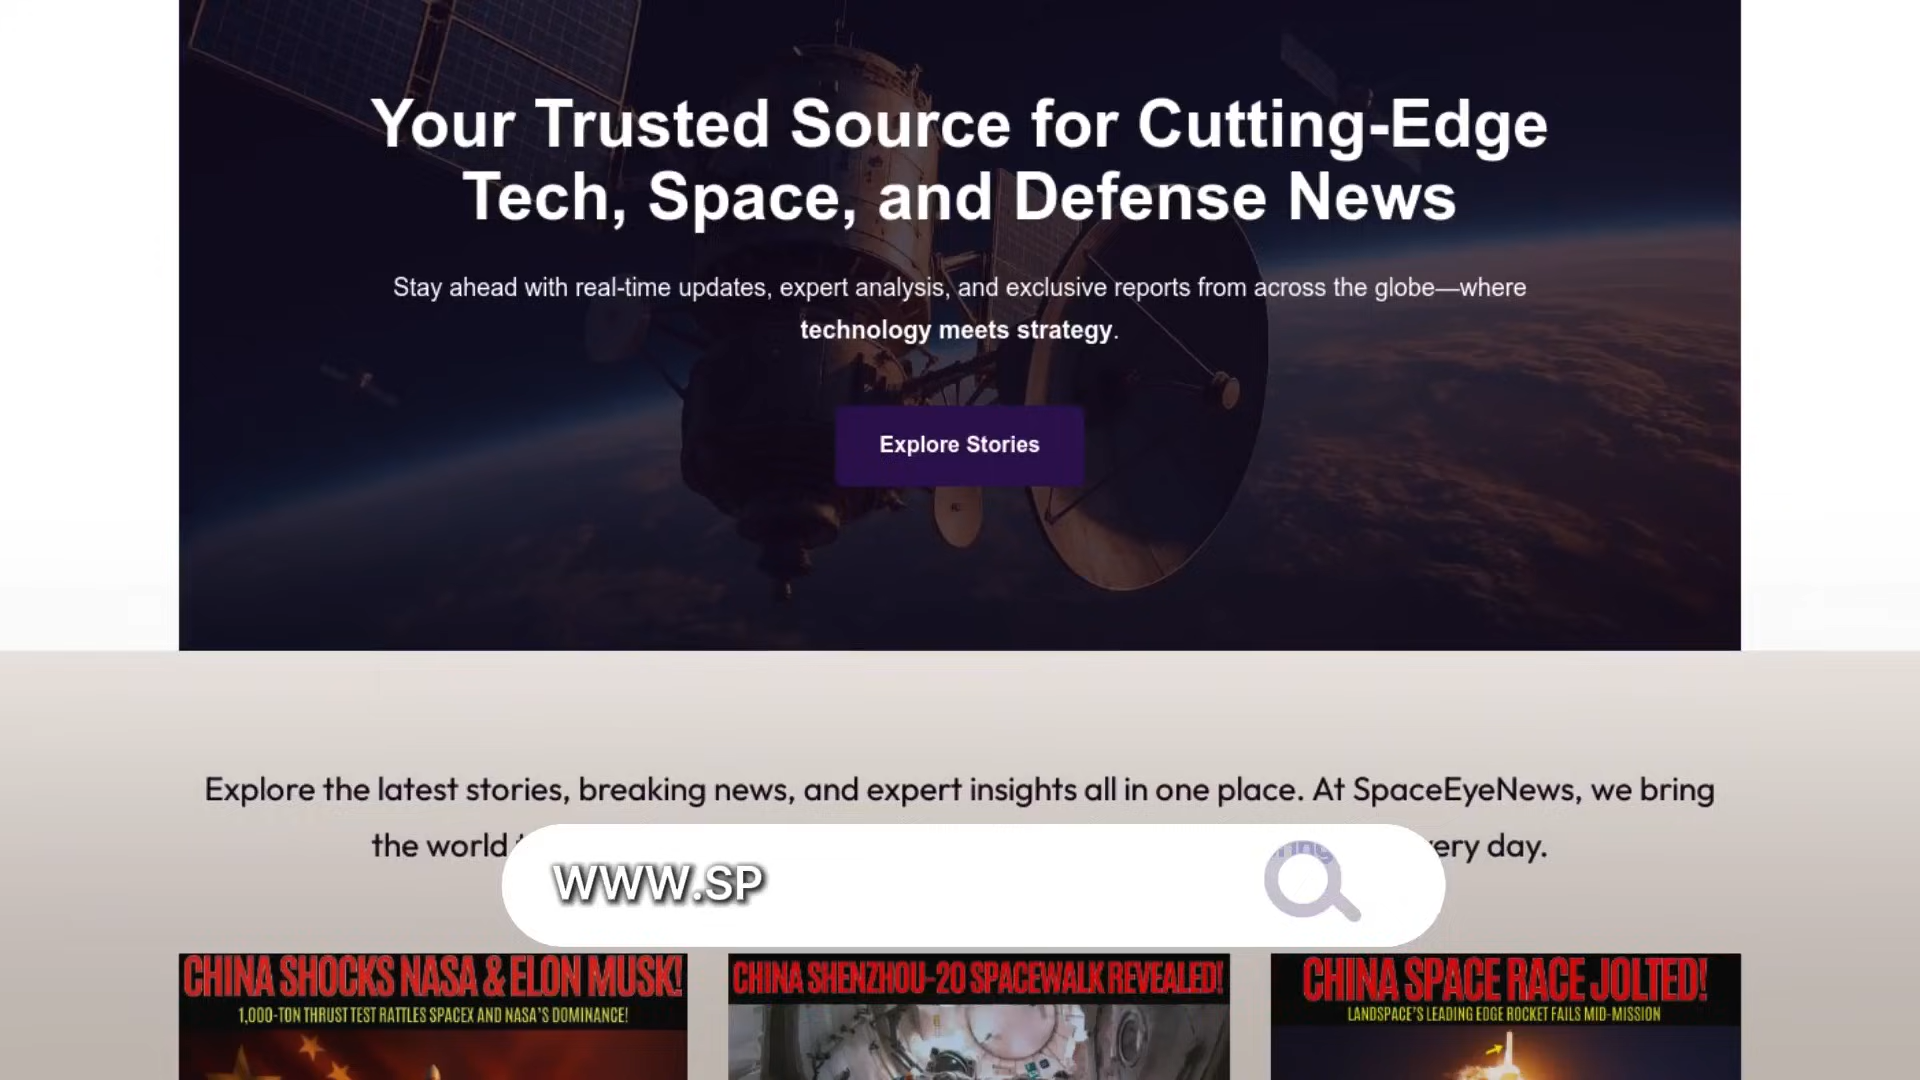 Your Trusted Source for Cutting-Edge
Tech, Space, and Defense News
Stay ahead with real-time updates, expert analysis, and exclusive reports from across the globe—where
technology meets strategy.
Explore Stories
Explore the latest stories, breaking news, and expert insights all in one place. At SpaceEyeNews, we bring
the world ery day.
WWW.SP
CHINA SHOCKS NASA & ELON MUSK!
1,000-TON THRUST TEST RATTLES SPACEX AND NASA'S DOMINANCE!
CHINA SHENZHOU-20 SPACEWALK REVEALED!
CHINA SPACE RACE JOLTED!
LANDSPACE'S LEADING EDGE ROCKET FAILS MID-MISSION